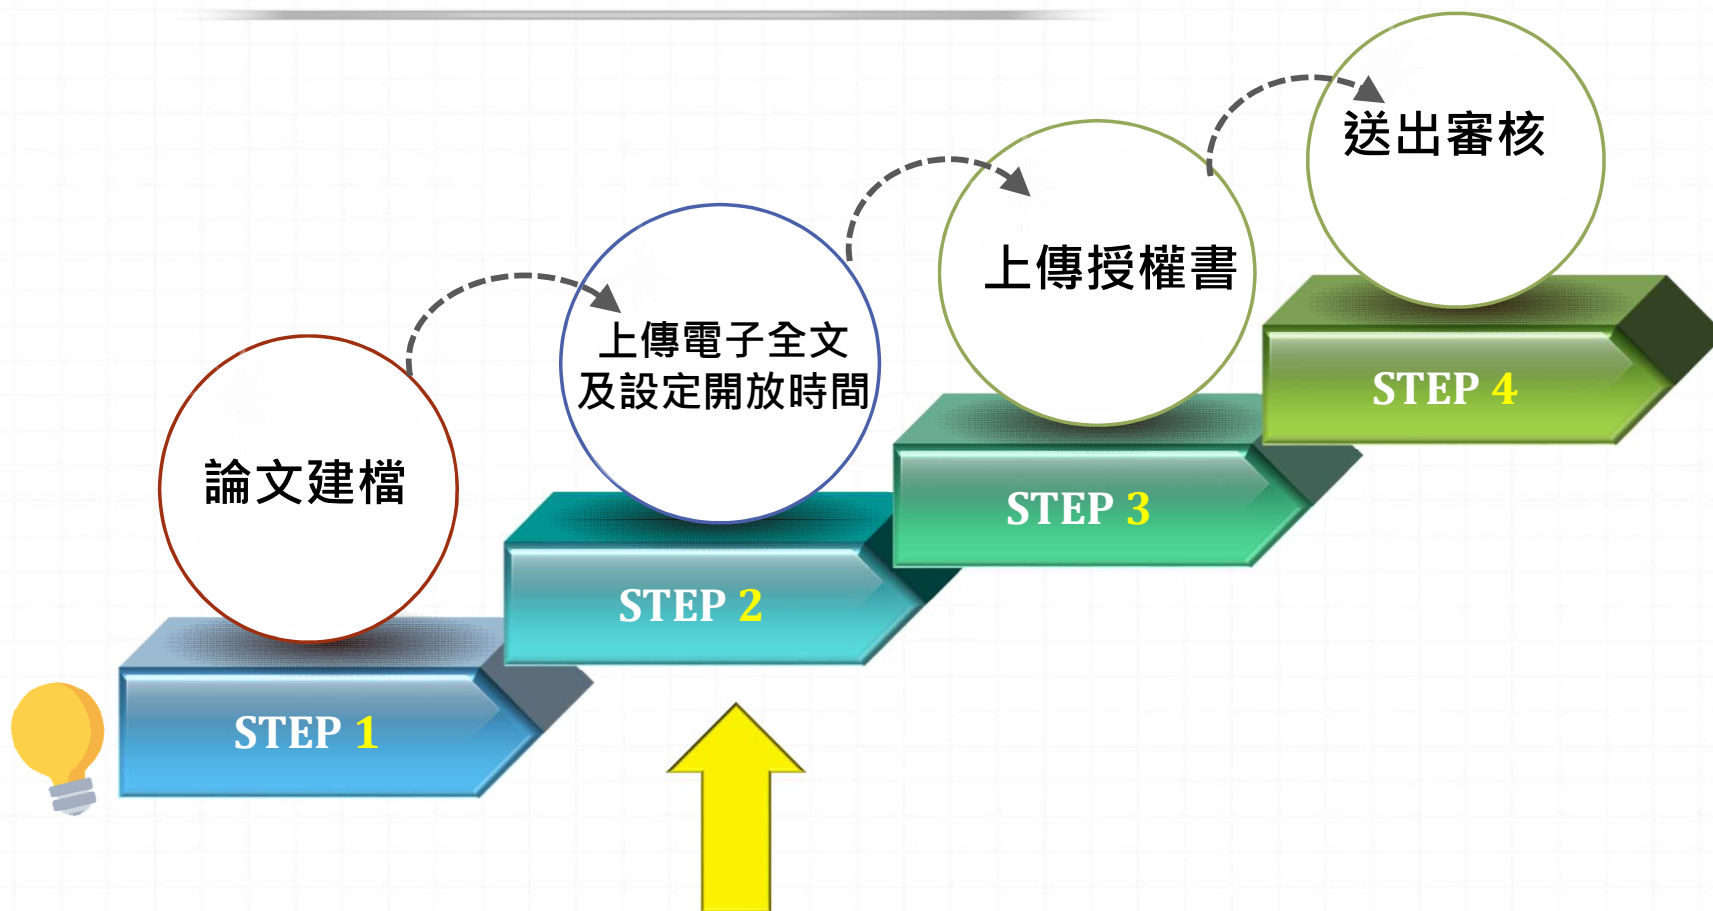 論文建檔
STEP 1
上傳電子全文
及設定開放時間
STEP 2
上傳授權書
STEP 3
送出審核
STEP 4